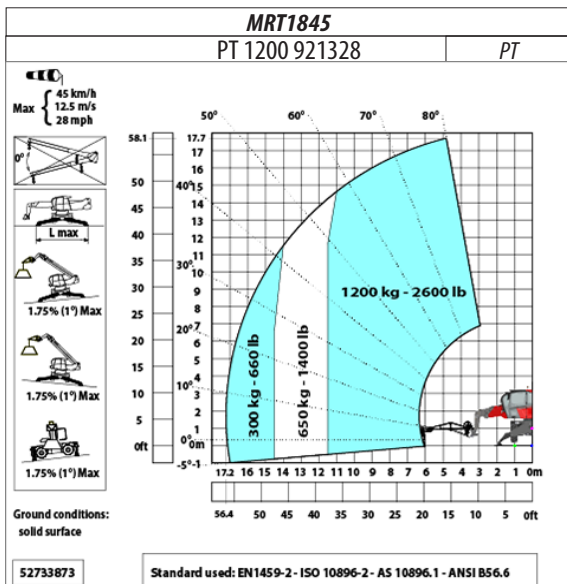 MRT1845
PT 1200 921328 PT
Max { 45 km/h
12.5 m/s
28 mph
0°
L max
1.75% (1°) Max
1.75% (1°) Max
1.75% (1°) Max
Ground conditions:
solid surface
52733873
50° 60° 70° 80°
40°
30°
20°
10°
0°
-5°
58.1
50
45
40
35
30
25
20
15
10
5
0ft
17.7
17
16
15
14
13
12
11
10
9
8
7
6
5
4
3
2
1
0m
-1
300 kg - 660 lb
650 kg - 1400 lb
1200 kg - 2600 lb
17.2 16 15 14 13 12 11 10 9 8 7 6 5 4 3 2 1 0m
56.4 50 45 40 35 30 25 20 15 10 5 0ft
Standard used: EN1459-2 - ISO 10896-2 - AS 10896.1 - ANSI B56.6